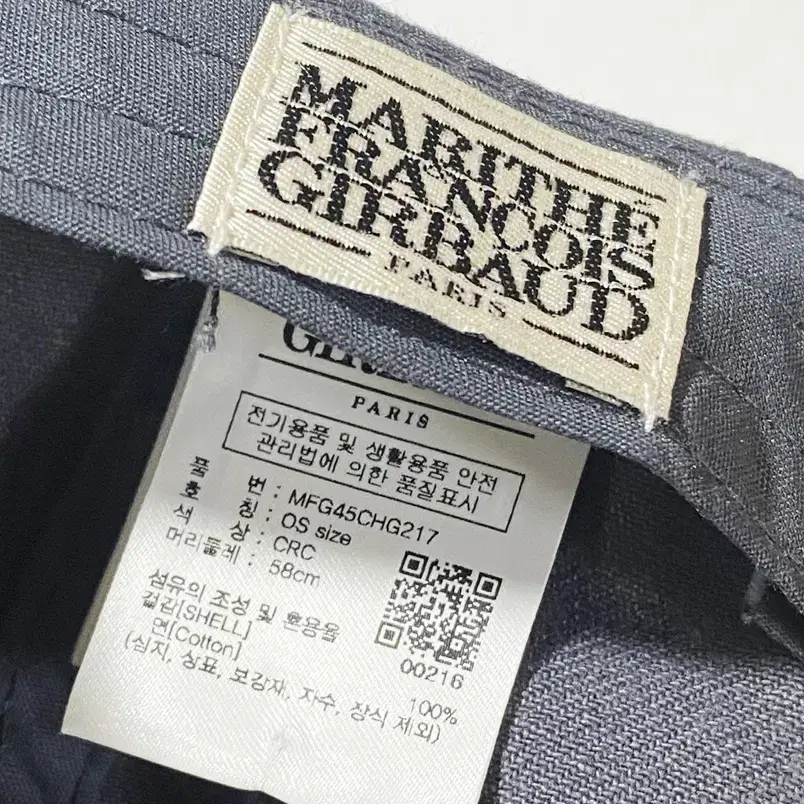 MARITHE
FRANCOIS
GIRBAUD
PARIS
PARIS
전기용품 및 생활용품 안전
관리법에 의한 품질표시
품 번 : MFG45CHG217
호 칭 : OS size
색 상 : CRC
머리둘레 : 58cm
섬유의 조성 및 혼용율
겉감[SHELL]
면[Cotton] 100%
(심지, 상표, 보강재, 자수, 장식 제외)
00216